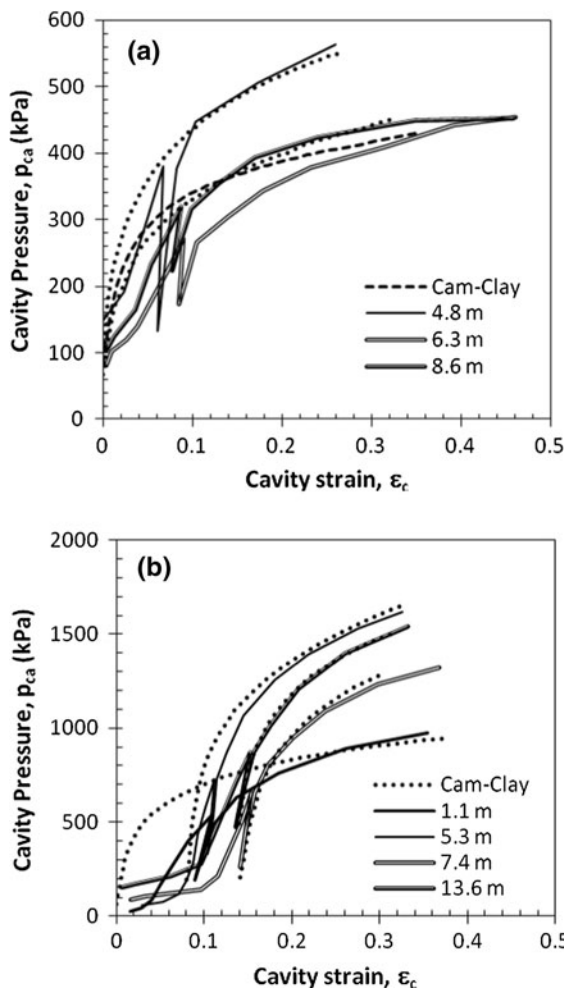 600
(a)
500
400
300
200
100
0
Cavity Pressure, pca (kPa)
Cam-Clay
4.8 m
6.3 m
8.6 m
0 0.1 0.2 0.3 0.4 0.5
Cavity strain, εc
2000
(b)
1500
1000
500
0
Cavity Pressure, pca (kPa)
Cam-Clay
1.1 m
5.3 m
7.4 m
13.6 m
0 0.1 0.2 0.3 0.4 0.5
Cavity strain, εc